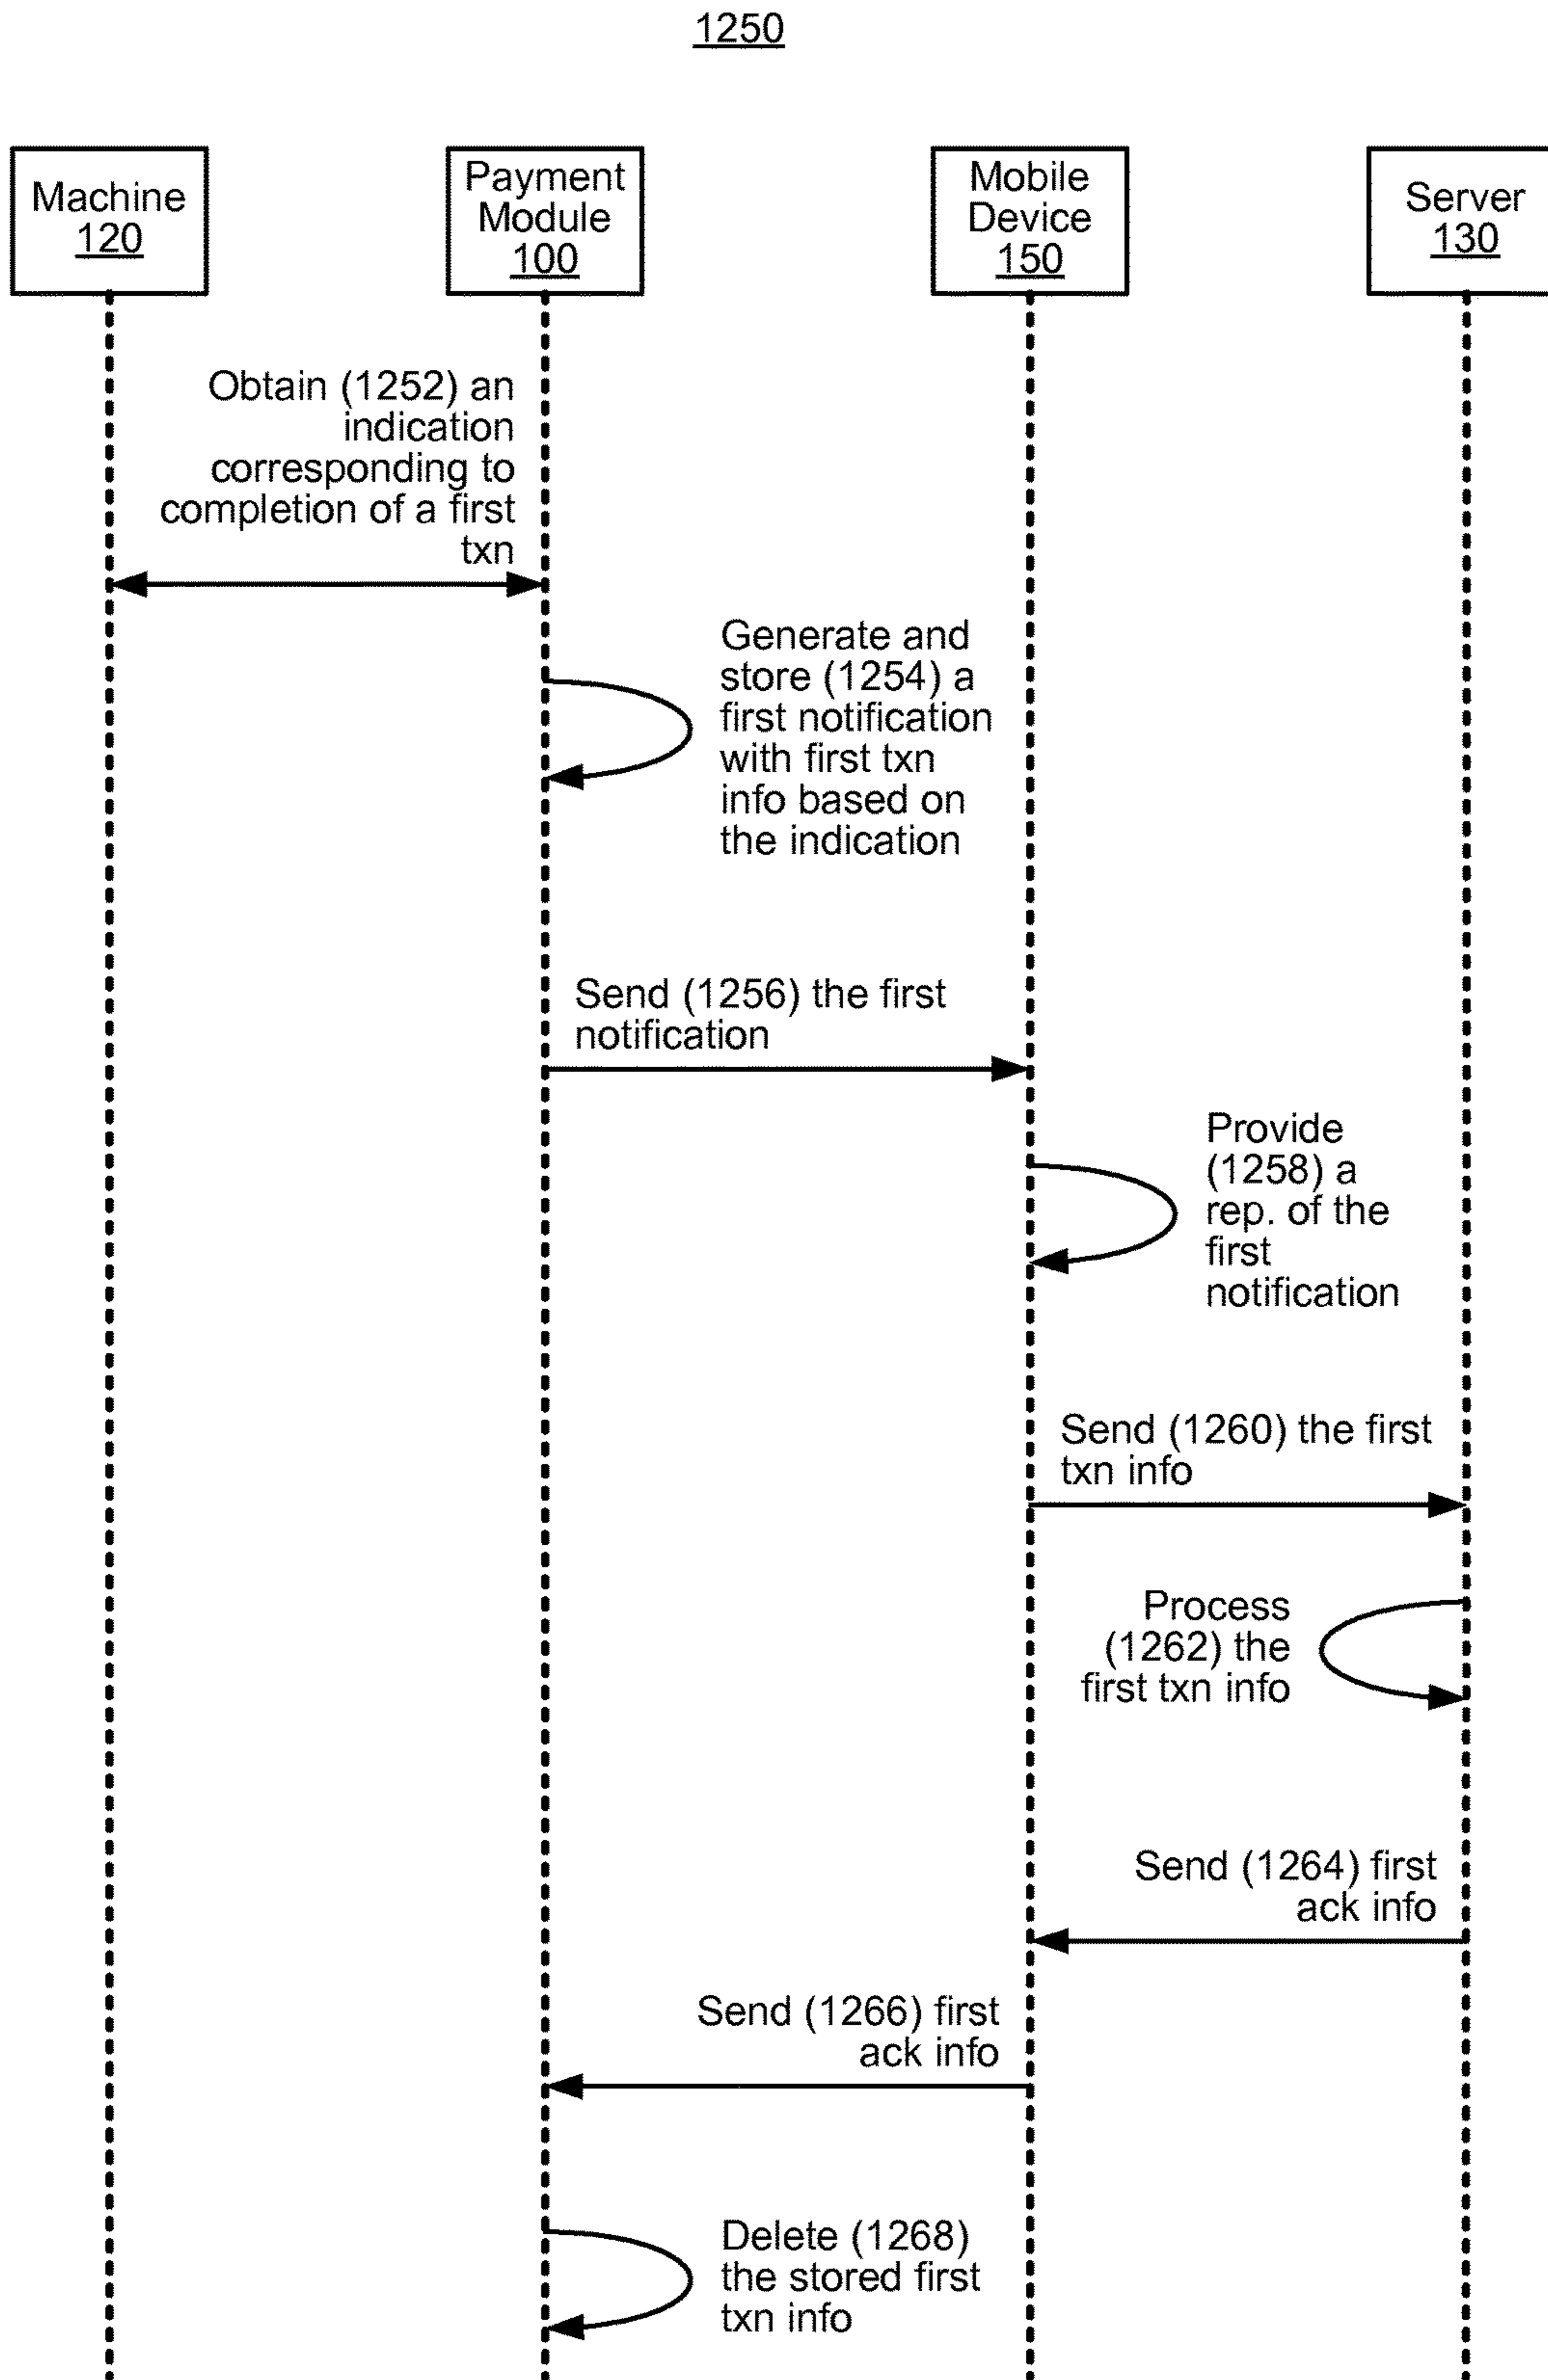 1250
Machine
120
Payment
Module
100
Mobile
Device
150
Server
130
Obtain (1252) an
indication
corresponding to
completion of a first
txn
Generate and
store (1254) a
first notification
with first txn
info based on
the indication
Send (1256) the first
notification
Provide
(1258) a
rep. of the
first
notification
Send (1260) the first
txn info
Process
(1262) the
first txn info
Send (1264) first
ack info
Send (1266) first
ack info
Delete (1268)
the stored first
txn info